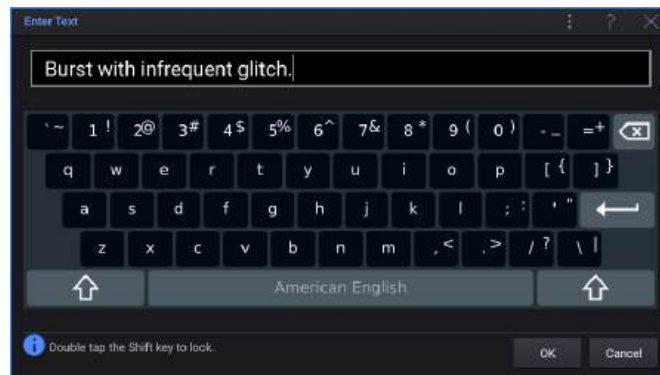 Enter Text
?
Burst with infrequent glitch.
` ~ 1 ! 2 @ 3 # 4 $ 5 % 6 ^ 7 & 8 * 9 ( 0 ) - _ = +
q w e r t y u i o p [ { ] }
a s d f g h j k l ; : ' "
z x c v b n m , < . > / ? \ |
American English
i Double tap the Shift key to lock.
OK Cancel